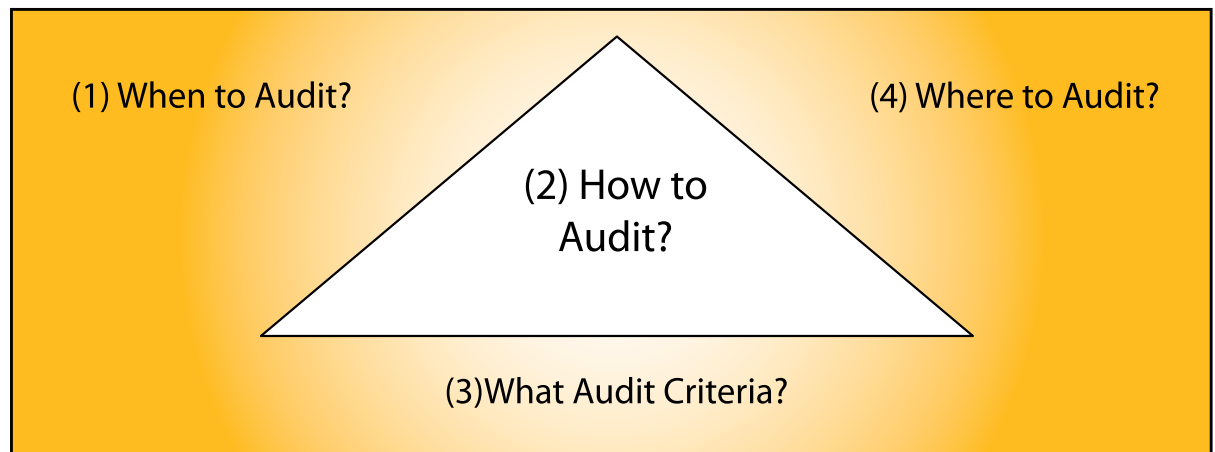 (1) When to Audit?
(4) Where to Audit?
(2) How to
Audit?
(3)What Audit Criteria?